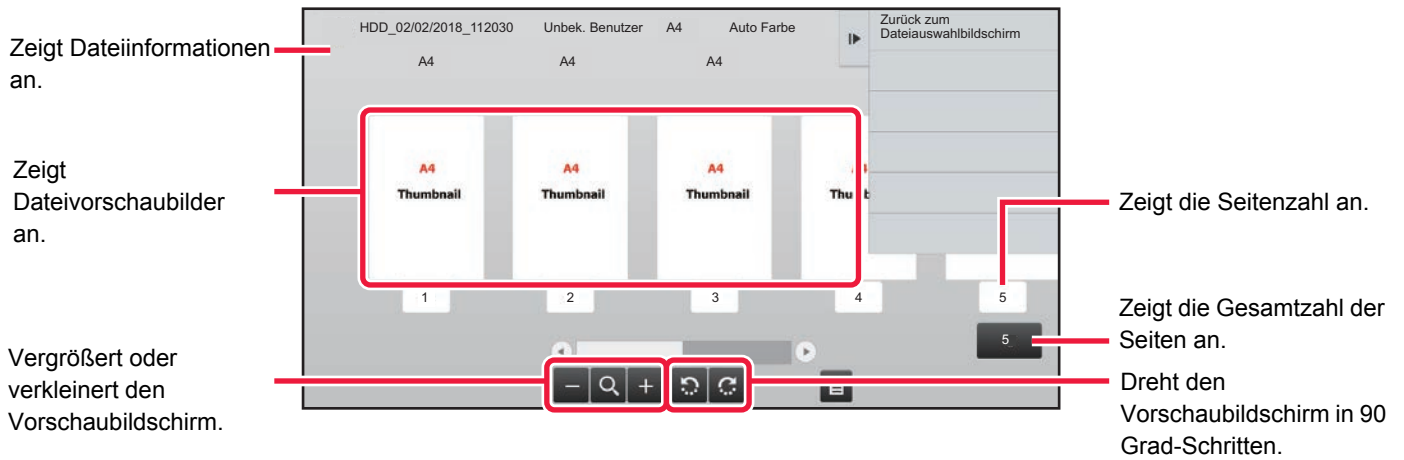 HDD_02/02/2018_112030 Unbek. Benutzer A4 Auto Farbe
Zurück zum
Dateiauswahlbildschirm
Zeigt Dateiinformationen
an.
A4 A4 A4
Zeigt
Dateivorschaubilder
an.
A4 A4 A4
Thumbnail Thumbnail Thumbnail
Zeigt die Seitenzahl an.
1 2 3 4 5
Zeigt die Gesamtzahl der
Seiten an.
5
Vergrößert oder
verkleinert den
Vorschaubildschirm.
Dreht den
Vorschaubildschirm in 90
Grad-Schritten.